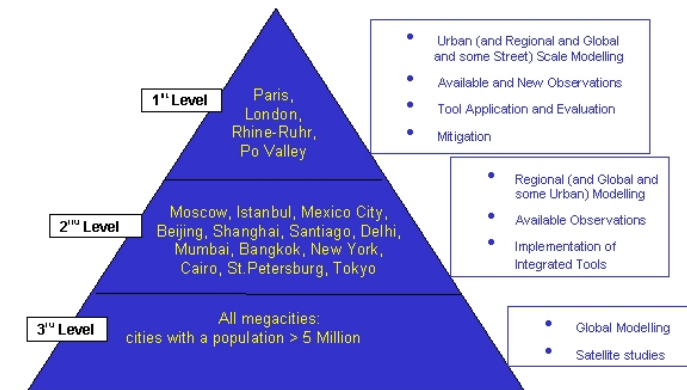 1st Level
Paris,
London,
Rhine-Ruhr,
Po Valley
Urban (and Regional and Global
and some Street) Scale Modelling
Available and New Observations
Tool Application and Evaluation
Mitigation
2nd Level
Moscow, Istanbul, Mexico City,
Beijing, Shanghai, Santiago, Delhi,
Mumbai, Bangkok, New York,
Cairo, St.Petersburg, Tokyo
Regional (and Global and
some Urban) Modelling
Available Observations
Implementation of
Integrated Tools
3rd Level
All megacities:
cities with a population > 5 Million
Global Modelling
Satellite studies